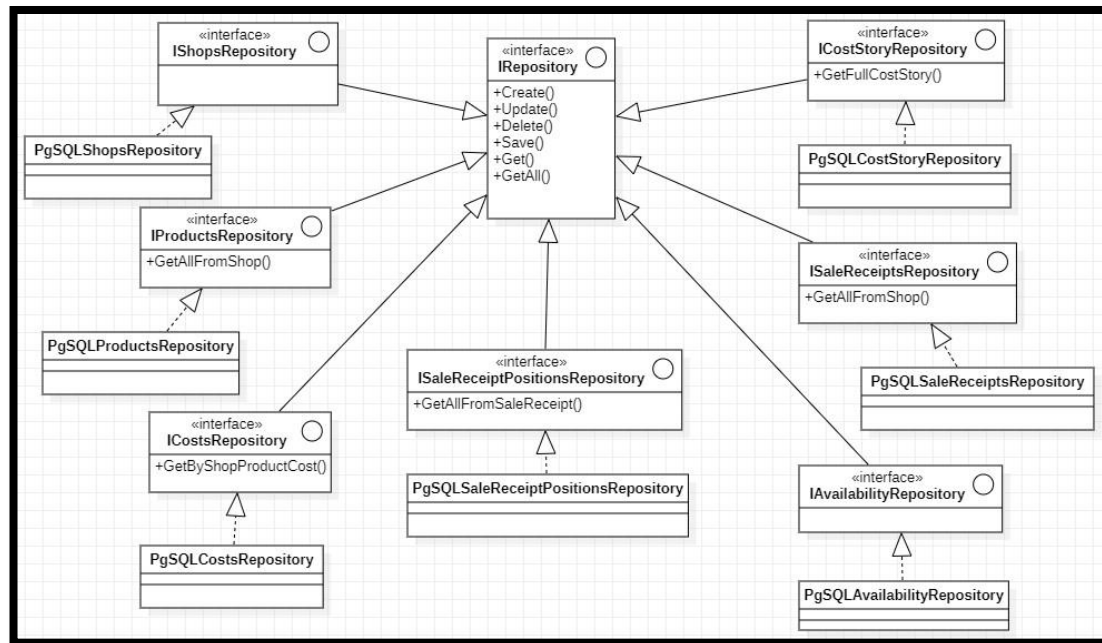 «interface»
IShopsRepository
PgSQLShopsRepository
«interface»
IProductsRepository
+GetAllFromShop()
PgSQLProductsRepository
«interface»
ICostsRepository
+GetByShopProductCost()
PgSQLCostsRepository
«interface»
IRepository
+Create()
+Update()
+Delete()
+Save()
+Get()
+GetAll()
«interface»
ISaleReceiptPositionsRepository
+GetAllFromSaleReceipt()
PgSQLSaleReceiptPositionsRepository
«interface»
ICostStoryRepository
+GetFullCostStory()
PgSQLCostStoryRepository
«interface»
ISaleReceiptsRepository
+GetAllFromShop()
PgSQLSaleReceiptsRepository
«interface»
IAvailabilityRepository
PgSQLAvailabilityRepository